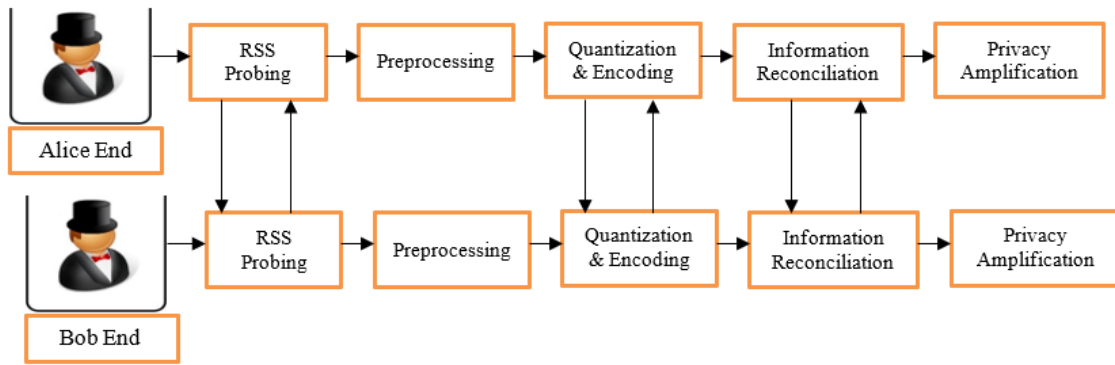 RSS
Probing
Preprocessing
Quantization
& Encoding
Information
Reconciliation
Privacy
Amplification
Alice End
RSS
Probing
Preprocessing
Quantization
& Encoding
Information
Reconciliation
Privacy
Amplification
Bob End